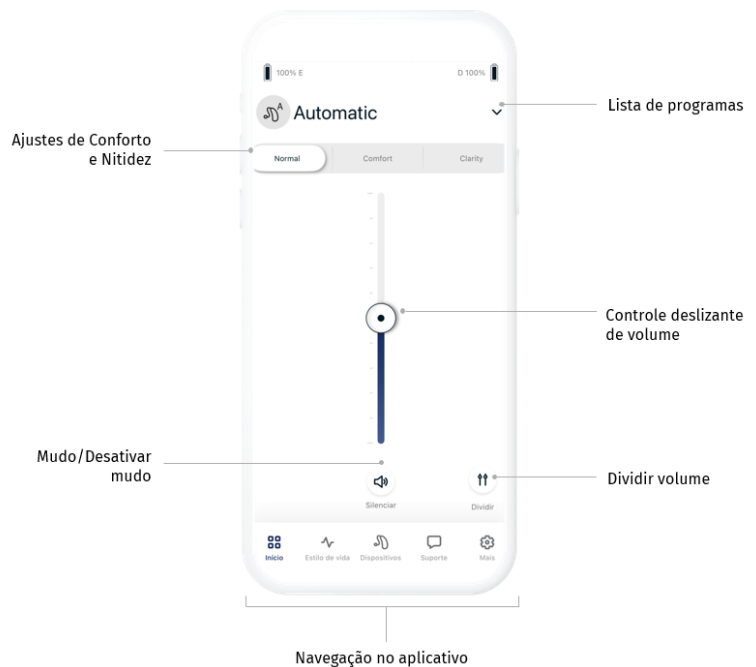 100% E
D 100%
A
Automatic
Lista de programas
Ajustes de Conforto
e Nitidez
Normal
Comfort
Clarity
Controle deslizante
de volume
Mudo/Desativar
mudo
Dividir volume
Silenciar
Dividir
Início
Estilo de vida
Dispositivos
Suporte
Mais
Navegação no aplicativo